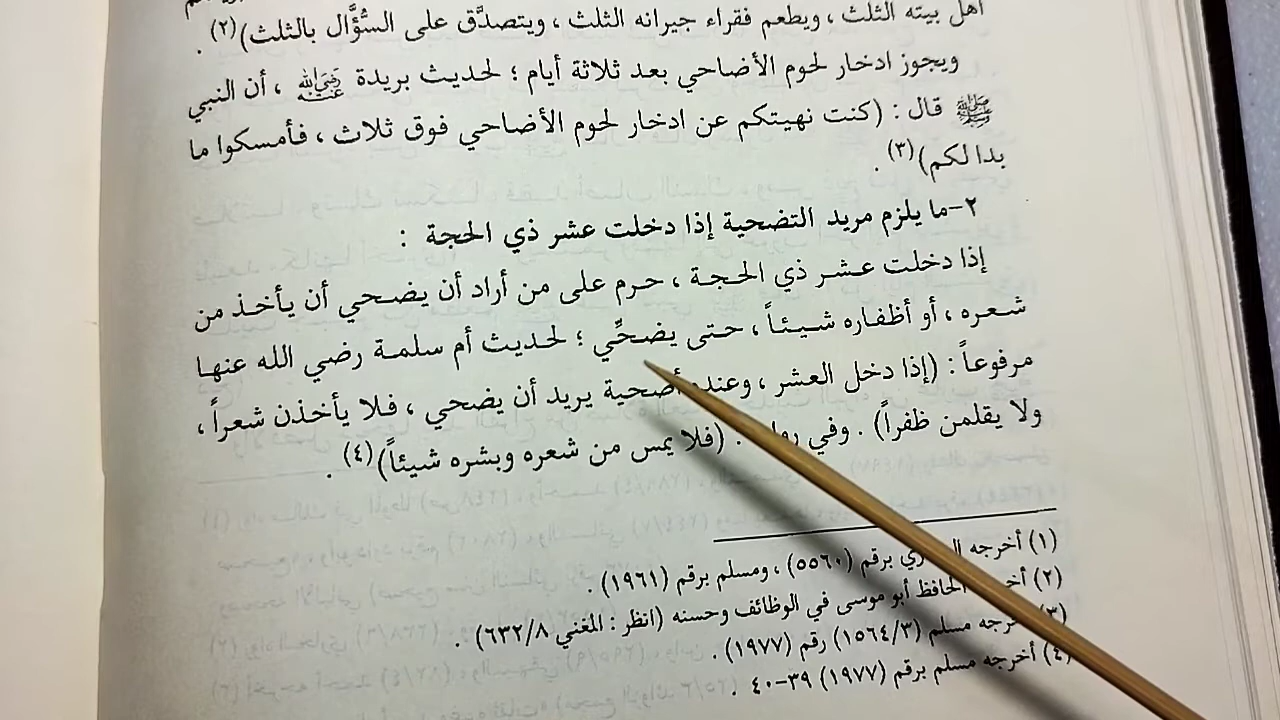 أهل بيته الثلث ، ويطعم فقراء جيرانه الثلث ، ويتصدَّق على السُّؤَّال بالثلث)(٢) .
ويجوز ادخار لحوم الأضاحي بعد ثلاثة أيام ؛ لحديث بريدة رَضِيَ اللهُ عَنْهُ ، أن النبي
ﷺ قال : (كنت نهيتكم عن ادخار لحوم الأضاحي فوق ثلاث ، فأمسكوا ما
بدا لكم)(٣) .
٢-ما يلزم مريد التضحية إذا دخلت عشر ذي الحجة :
إذا دخلت عشر ذي الحجة ، حرم على من أراد أن يضحي أن يأخذ من
شعره ، أو أظفاره شيئاً ، حتى يضحِّي ؛ لحديث أم سلمة رضي الله عنها
مرفوعاً : (إذا دخل العشر ، وعنده أضحية يريد أن يضحي ، فلا يأخذن شعراً ،
ولا يقلمن ظفراً) . وفي : (فلا يمس من شعره وبشره شيئاً)(٤) .
(١) أخرجه برقم (٥٥٦٠) ، ومسلم برقم (١٩٦١) .
(٢) الحافظ أبو موسى في الوظائف وحسنه (انظر : المغني ٦٣٢/٨) .
(٣) مسلم (١٥٦٤/٣) رقم (١٩٧٧) .
(٤) أخرجه مسلم برقم (١٩٧٧) ٣٩-٤٠ .